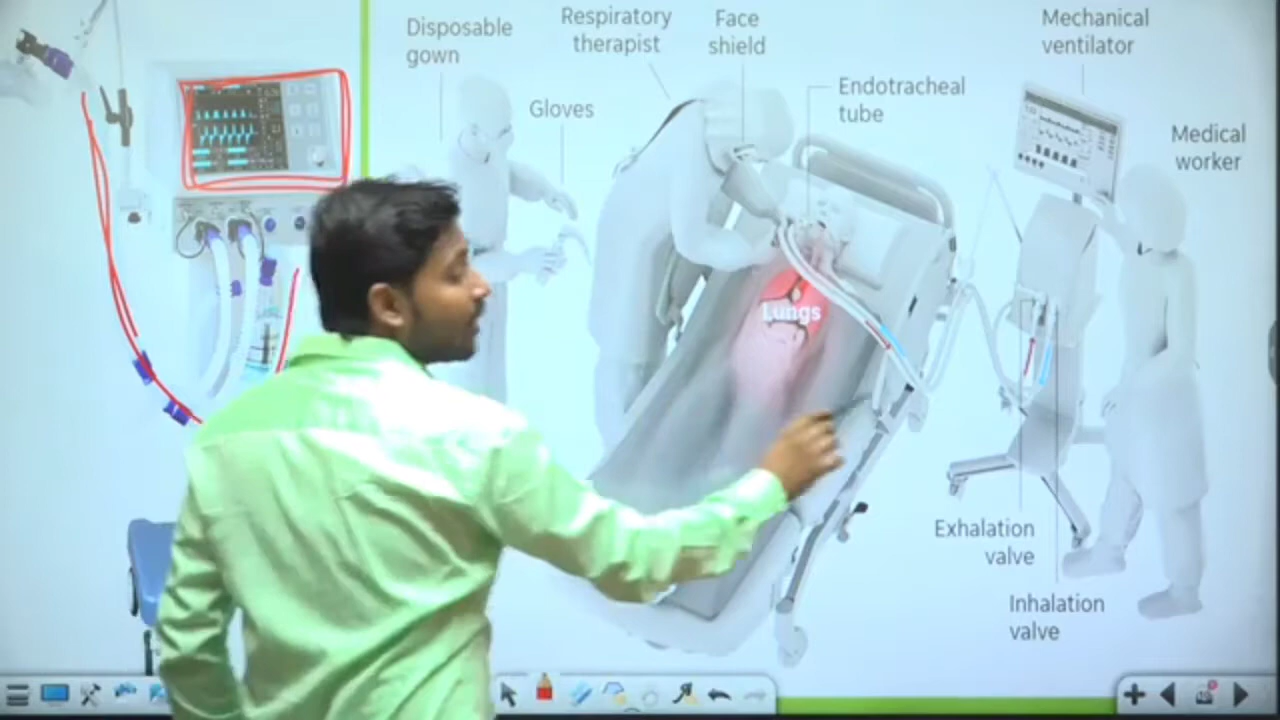 Disposable
gown
Respiratory
therapist
Face
shield
Mechanical
ventilator
Gloves
Endotracheal
tube
Medical
worker
Lungs
Exhalation
valve
Inhalation
valve